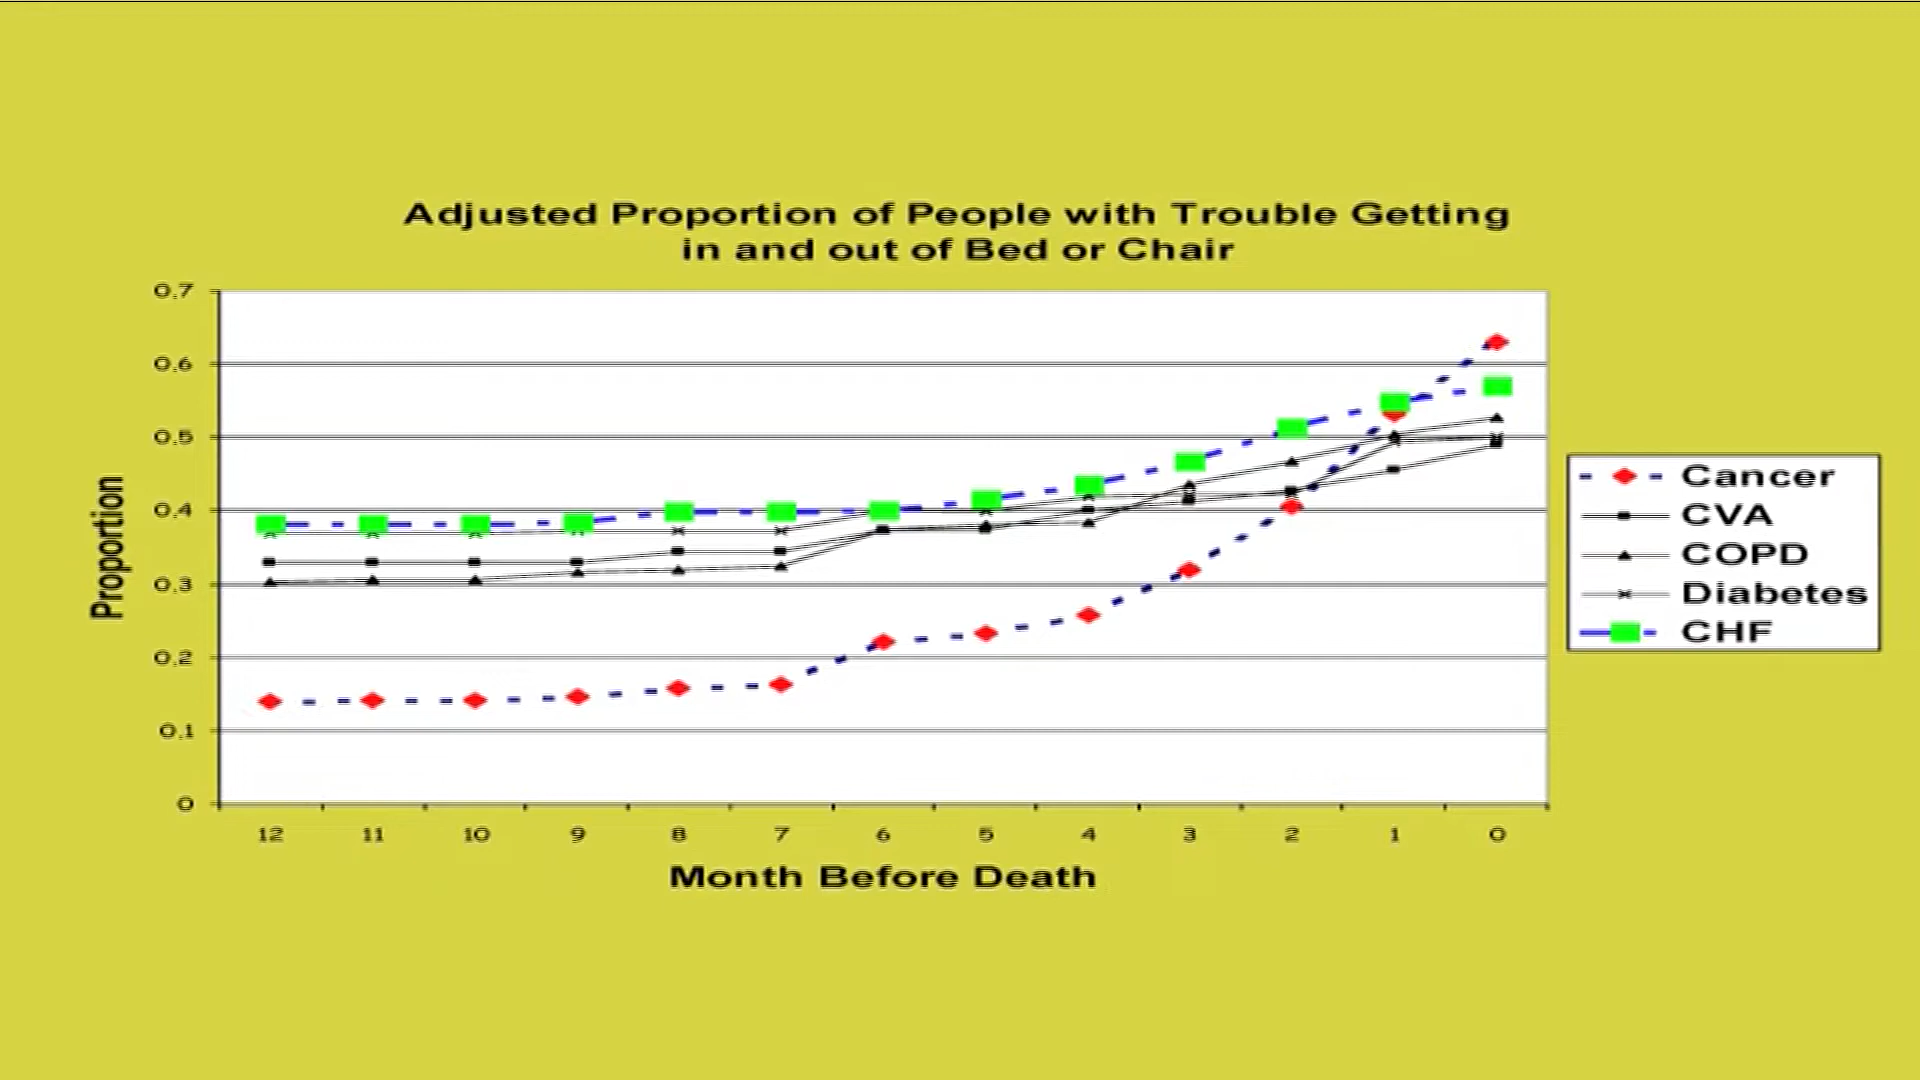 Adjusted Proportion of People with Trouble Getting
in and out of Bed or Chair
0.7
0.6
0.5
0.4
0.3
0.2
0.1
0
Proportion
12 11 10 9 8 7 6 5 4 3 2 1 0
Month Before Death
Cancer
CVA
COPD
Diabetes
CHF